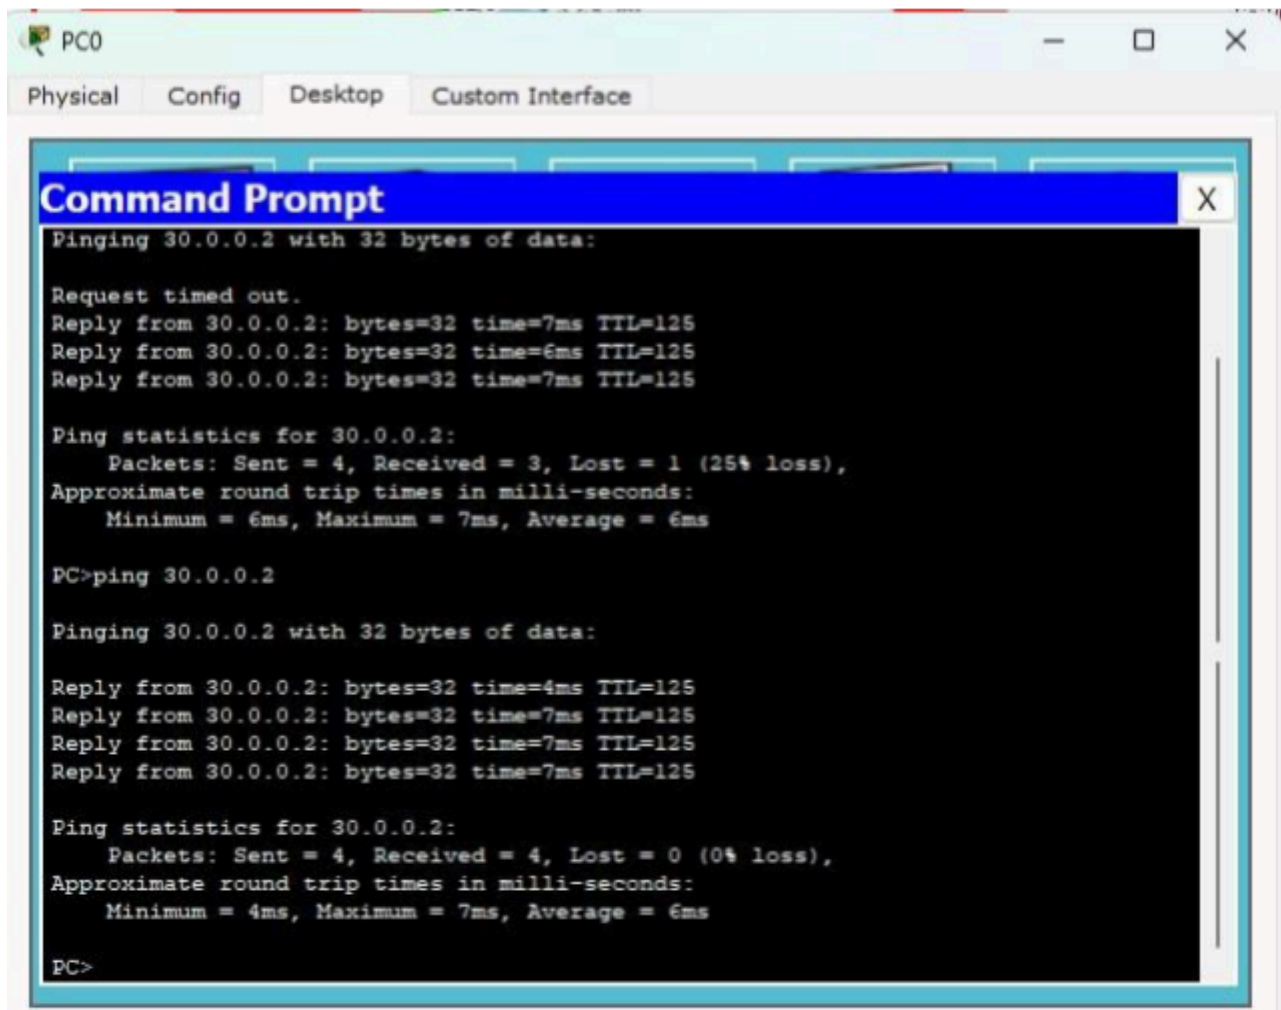 PC0
Physical Config Desktop Custom Interface
Command Prompt
X
Pinging 30.0.0.2 with 32 bytes of data:
Request timed out.
Reply from 30.0.0.2: bytes=32 time=7ms TTL=125
Reply from 30.0.0.2: bytes=32 time=6ms TTL=125
Reply from 30.0.0.2: bytes=32 time=7ms TTL=125
Ping statistics for 30.0.0.2:
Packets: Sent = 4, Received = 3, Lost = 1 (25% loss),
Approximate round trip times in milli-seconds:
Minimum = 6ms, Maximum = 7ms, Average = 6ms
PC>ping 30.0.0.2
Pinging 30.0.0.2 with 32 bytes of data:
Reply from 30.0.0.2: bytes=32 time=4ms TTL=125
Reply from 30.0.0.2: bytes=32 time=7ms TTL=125
Reply from 30.0.0.2: bytes=32 time=7ms TTL=125
Reply from 30.0.0.2: bytes=32 time=7ms TTL=125
Ping statistics for 30.0.0.2:
Packets: Sent = 4, Received = 4, Lost = 0 (0% loss),
Approximate round trip times in milli-seconds:
Minimum = 4ms, Maximum = 7ms, Average = 6ms
PC>